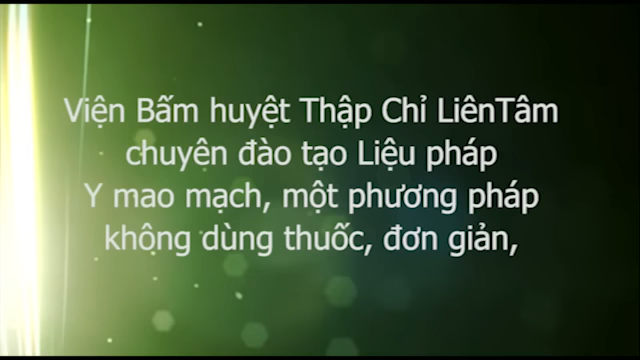 Viện Bấm huyệt Thập Chỉ LiênTâm
chuyên đào tạo Liệu pháp
Y mao mạch, một phương pháp
không dùng thuốc, đơn giản,